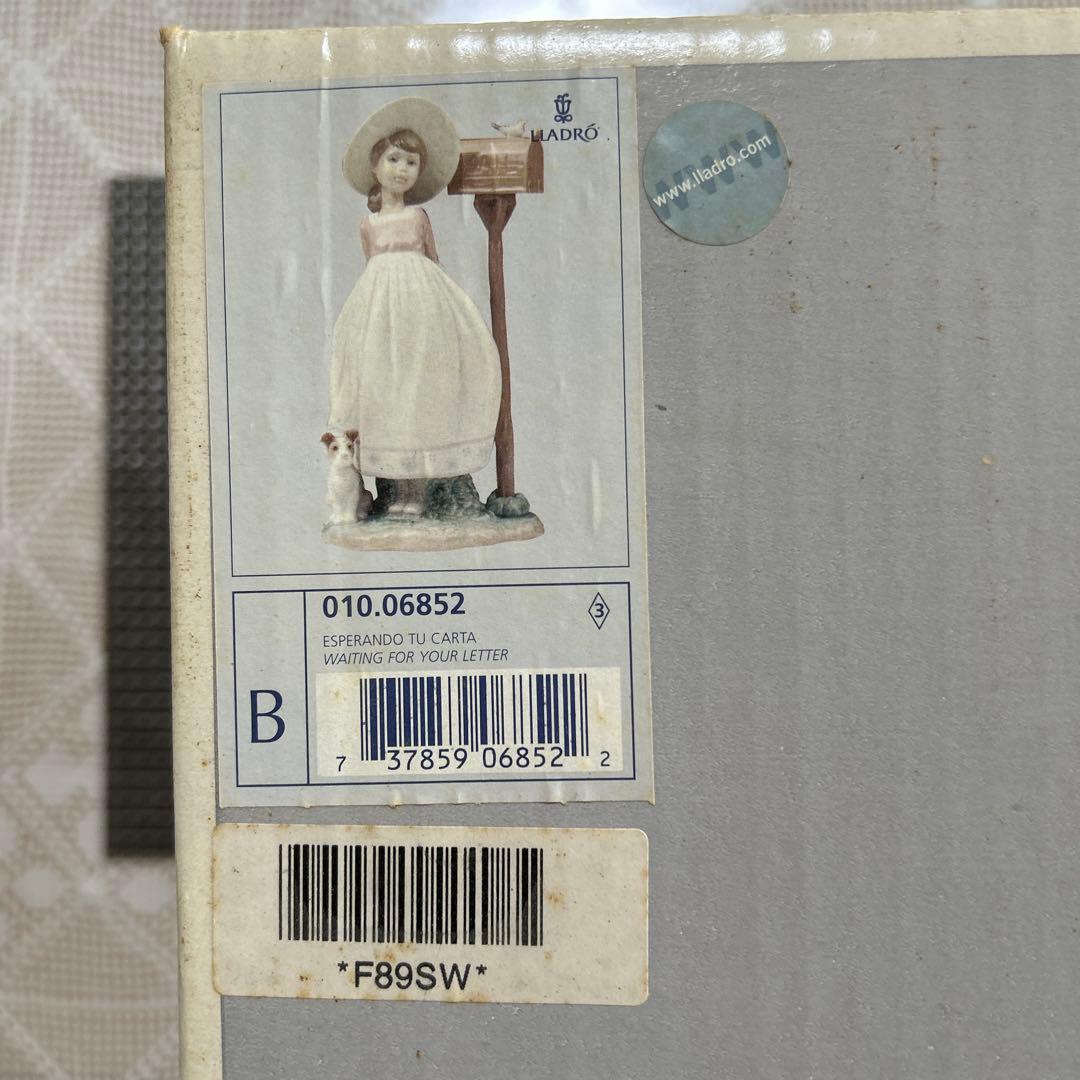 LLADRÓ
www.lladro.com
010.06852
3
ESPERANDO TU CARTA
WAITING FOR YOUR LETTER
B
7 37859 06852 2
*F89SW*